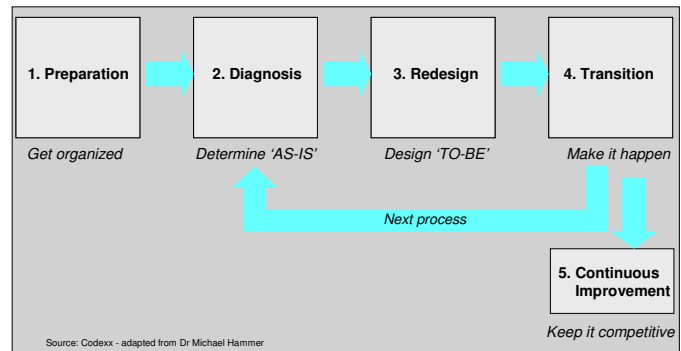 1. Preparation
2. Diagnosis
3. Redesign
4. Transition
Get organized
Determine ‘AS-IS’
Design ‘TO-BE’
Make it happen
Next process
5. Continuous
Improvement
Keep it competitive
Source: Codexx - adapted from Dr Michael Hammer